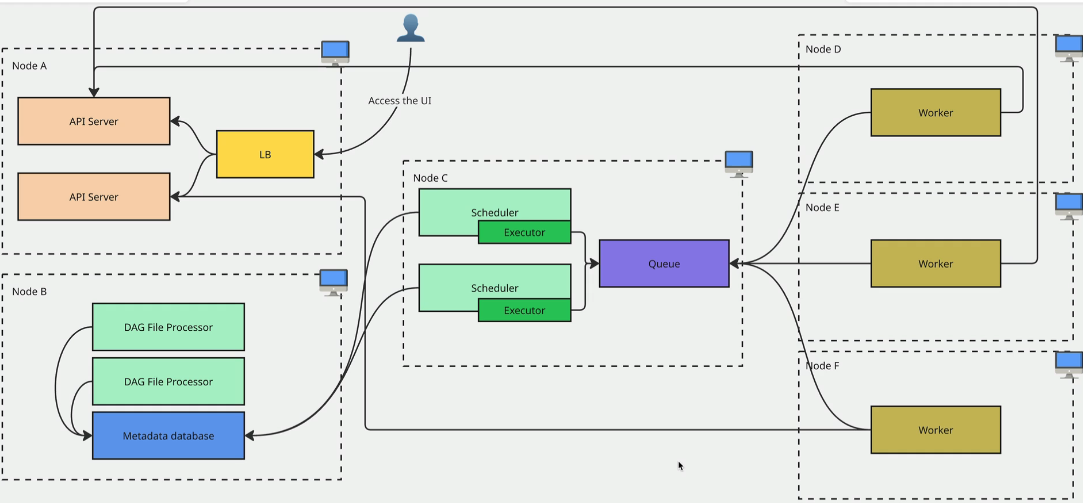 Node A
API Server
API Server
LB
Access the UI
Node B
DAG File Processor
DAG File Processor
Metadata database
Node C
Scheduler
Executor
Scheduler
Executor
Queue
Node D
Worker
Node E
Worker
Node F
Worker